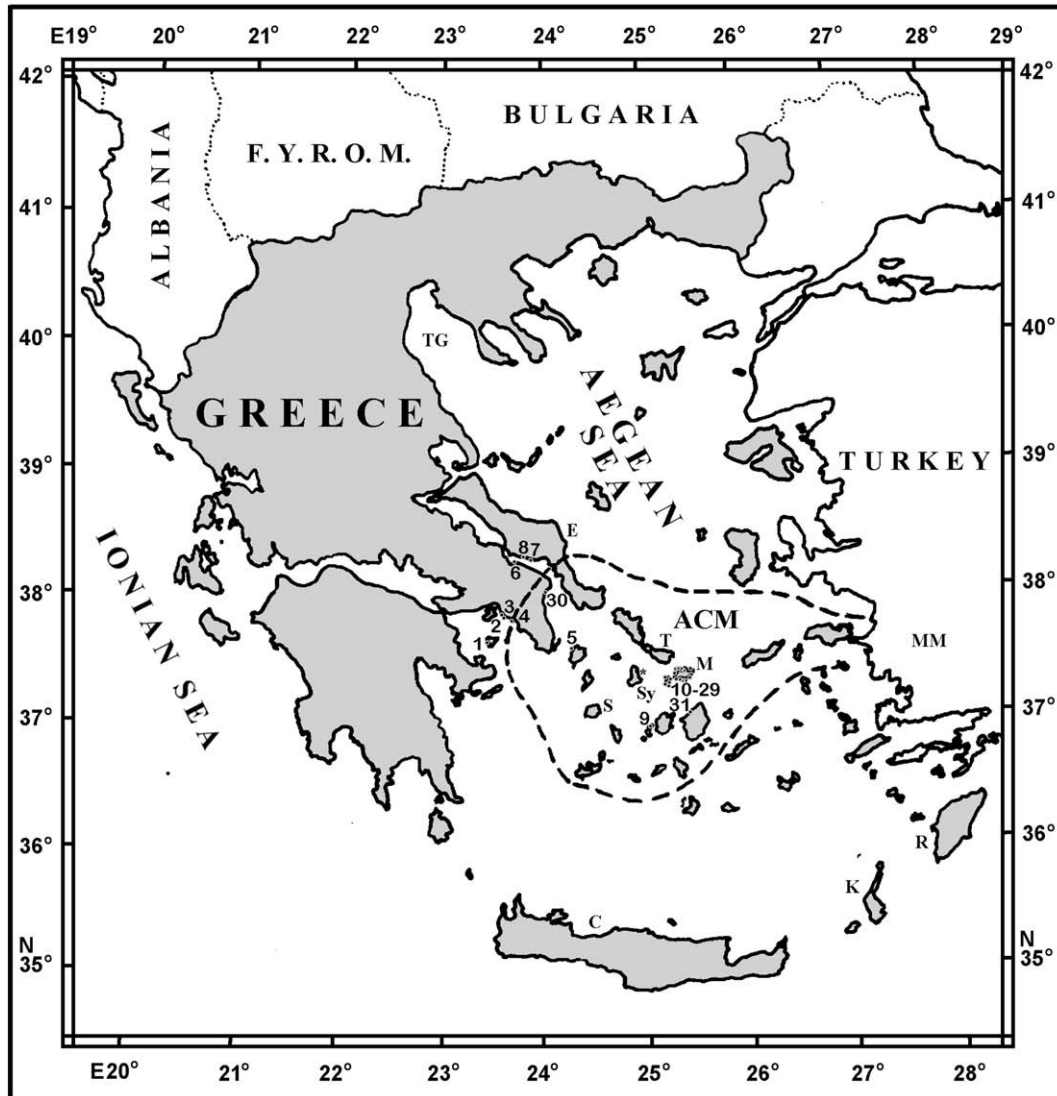 E19° 20° 21° 22° 23° 24° 25° 26° 27° 28° 29°
42° 42°
BULGARIA
F. Y. R. O. M.
ALBANIA
41° 41°
40° 40°
TG
GREECE
AEGEAN
SEA
39° 39°
TURKEY
E
87
6
38° 38°
30
3
4
2
1
5
ACM
T
M
MM
Sy
10-29
S
31
9
37° 37°
IONIAN SEA
36° 36°
R
K
C
N N
35° 35°
E20° 21° 22° 23° 24° 25° 26° 27° 28°